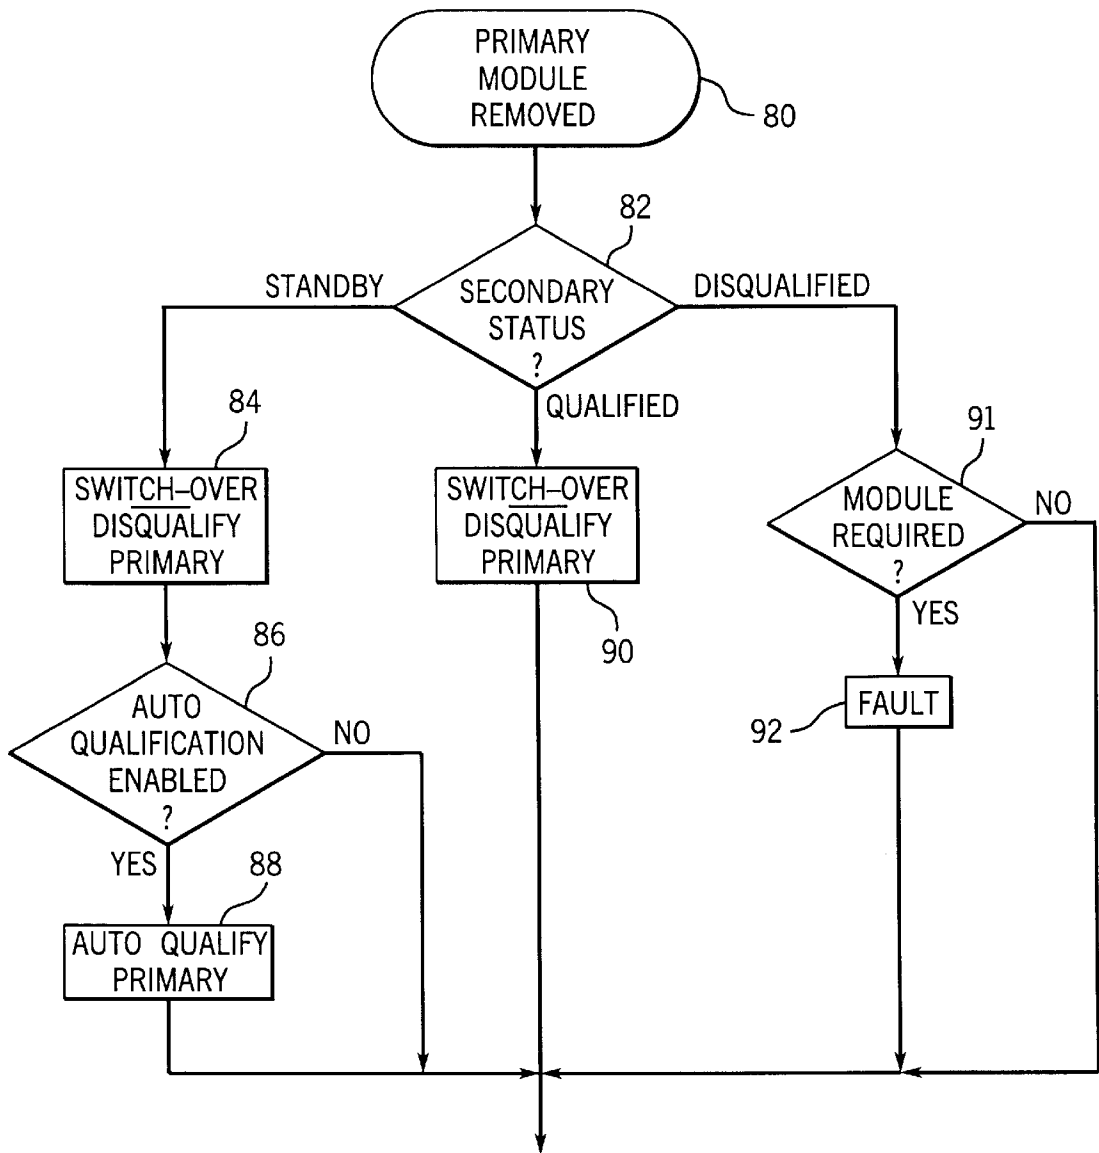 PRIMARY
MODULE
REMOVED
80
82
STANDBY
SECONDARY
STATUS
?
DISQUALIFIED
QUALIFIED
84
SWITCH-OVER
DISQUALIFY
PRIMARY
SWITCH-OVER
DISQUALIFY
PRIMARY
90
91
MODULE
REQUIRED
?
NO
YES
FAULT
92
86
AUTO
QUALIFICATION
ENABLED
?
NO
YES
88
AUTO QUALIFY
PRIMARY